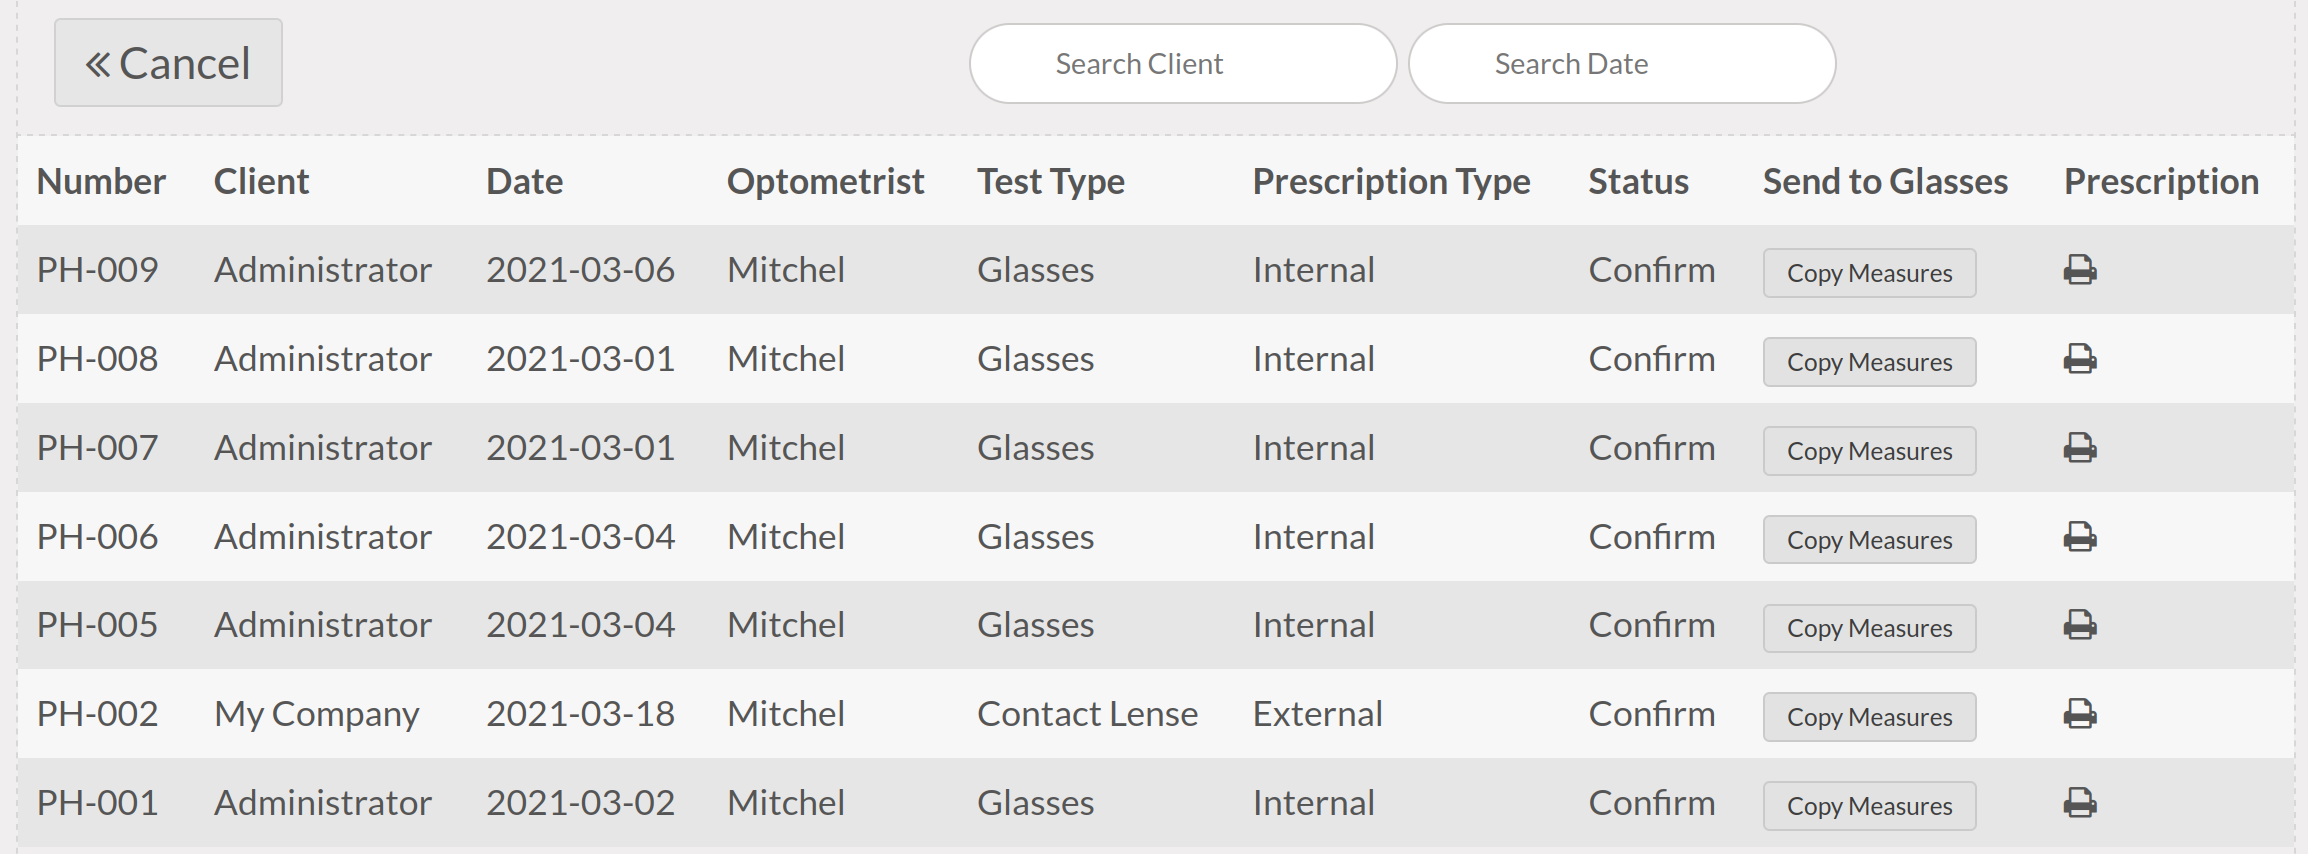 « Cancel Search Client Search Date
Number Client Date Optometrist Test Type Prescription Type Status Send to Glasses Prescription
PH-009 Administrator 2021-03-06 Mitchel Glasses Internal Confirm Copy Measures
PH-008 Administrator 2021-03-01 Mitchel Glasses Internal Confirm Copy Measures
PH-007 Administrator 2021-03-01 Mitchel Glasses Internal Confirm Copy Measures
PH-006 Administrator 2021-03-04 Mitchel Glasses Internal Confirm Copy Measures
PH-005 Administrator 2021-03-04 Mitchel Glasses Internal Confirm Copy Measures
PH-002 My Company 2021-03-18 Mitchel Contact Lense External Confirm Copy Measures
PH-001 Administrator 2021-03-02 Mitchel Glasses Internal Confirm Copy Measures